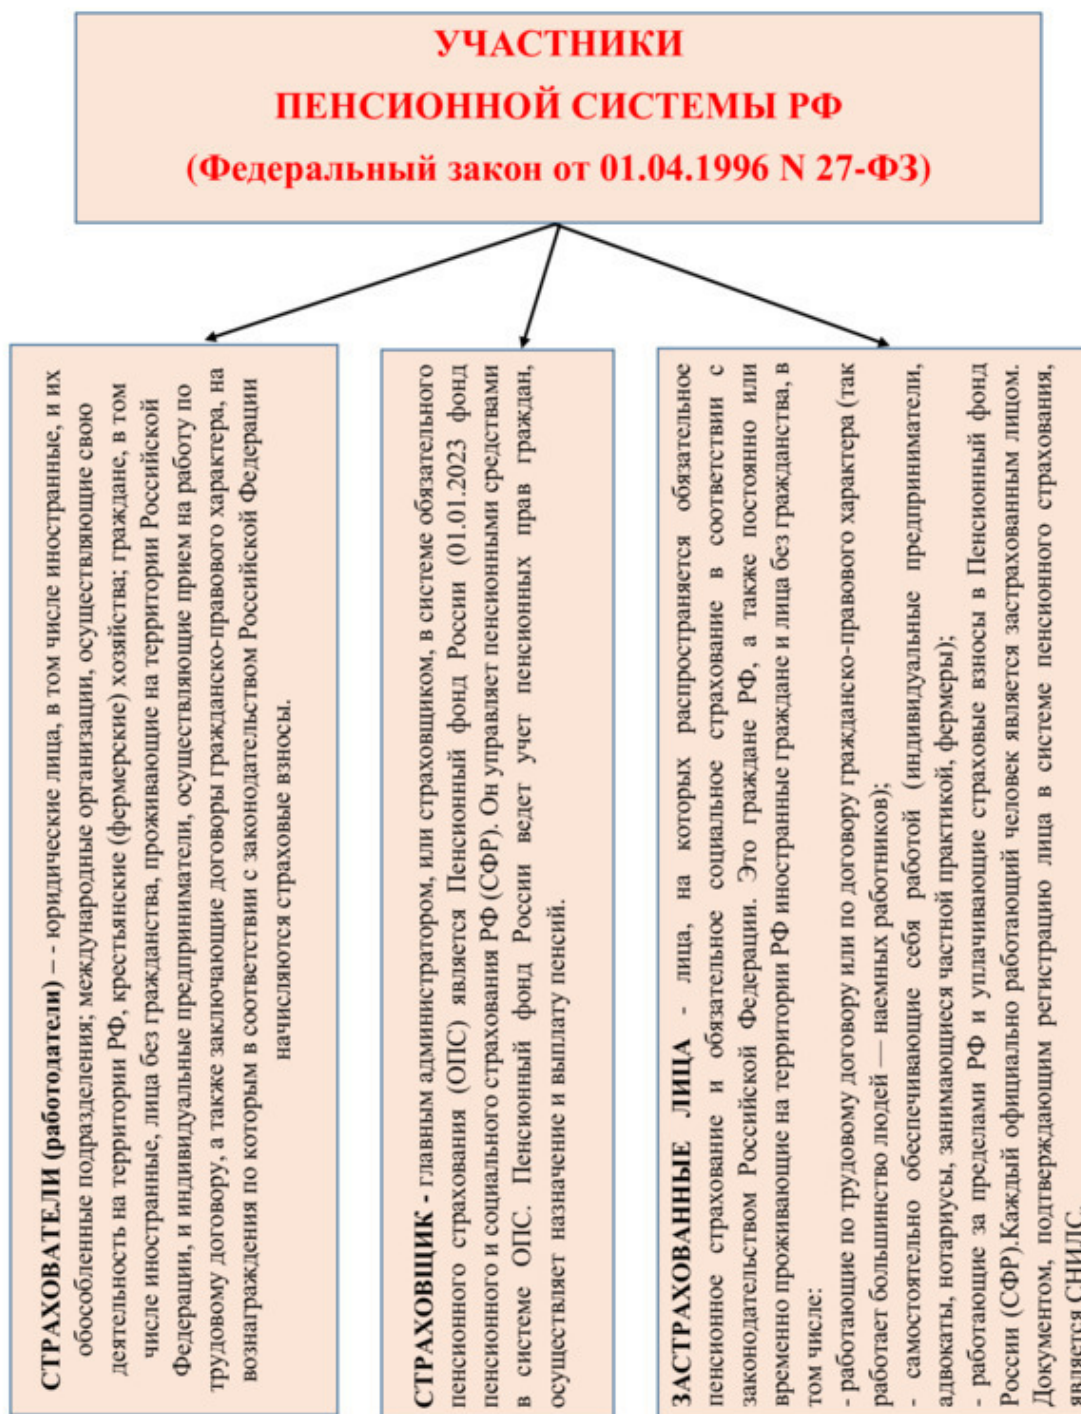 УЧАСТНИКИ
ПЕНСИОННОЙ СИСТЕМЫ РФ
(Федеральный закон от 01.04.1996 N 27-ФЗ)
СТРАХОВАТЕЛИ (работодатели) – - юридические лица, в том числе иностранные, и их
обособленные подразделения; международные организации, осуществляющие свою
деятельность на территории РФ, крестьянские (фермерские) хозяйства; граждане, в том
числе иностранные, лица без гражданства, проживающие на территории Российской
Федерации, и индивидуальные предприниматели, осуществляющие прием на работу по
трудовому договору, а также заключающие договоры гражданско-правового характера, на
вознаграждения по которым в соответствии с законодательством Российской Федерации
начисляются страховые взносы.
СТРАХОВЩИК - главным администратором, или страховщиком, в системе обязательного
пенсионного страхования (ОПС) является Пенсионный фонд России (01.01.2023 фонд
пенсионного и социального страхования РФ (СФР). Он управляет пенсионными средствами
в системе ОПС. Пенсионный фонд России ведет учет пенсионных прав граждан,
осуществляет назначение и выплату пенсий.
ЗАСТРАХОВАННЫЕ ЛИЦА - лица, на которых распространяется обязательное
пенсионное страхование и обязательное социальное страхование в соответствии с
законодательством Российской Федерации. Это граждане РФ, а также постоянно или
временно проживающие на территории РФ иностранные граждане и лица без гражданства, в
том числе:
- работающие по трудовому договору или по договору гражданско-правового характера (так
работает большинство людей — наемных работников);
- самостоятельно обеспечивающие себя работой (индивидуальные предприниматели,
адвокаты, нотариусы, занимающиеся частной практикой, фермеры);
- работающие за пределами РФ и уплачивающие страховые взносы в Пенсионный фонд
России (СФР).Каждый официально работающий человек является застрахованным лицом.
Документом, подтверждающим регистрацию лица в системе пенсионного страхования,
является СНИЛС.